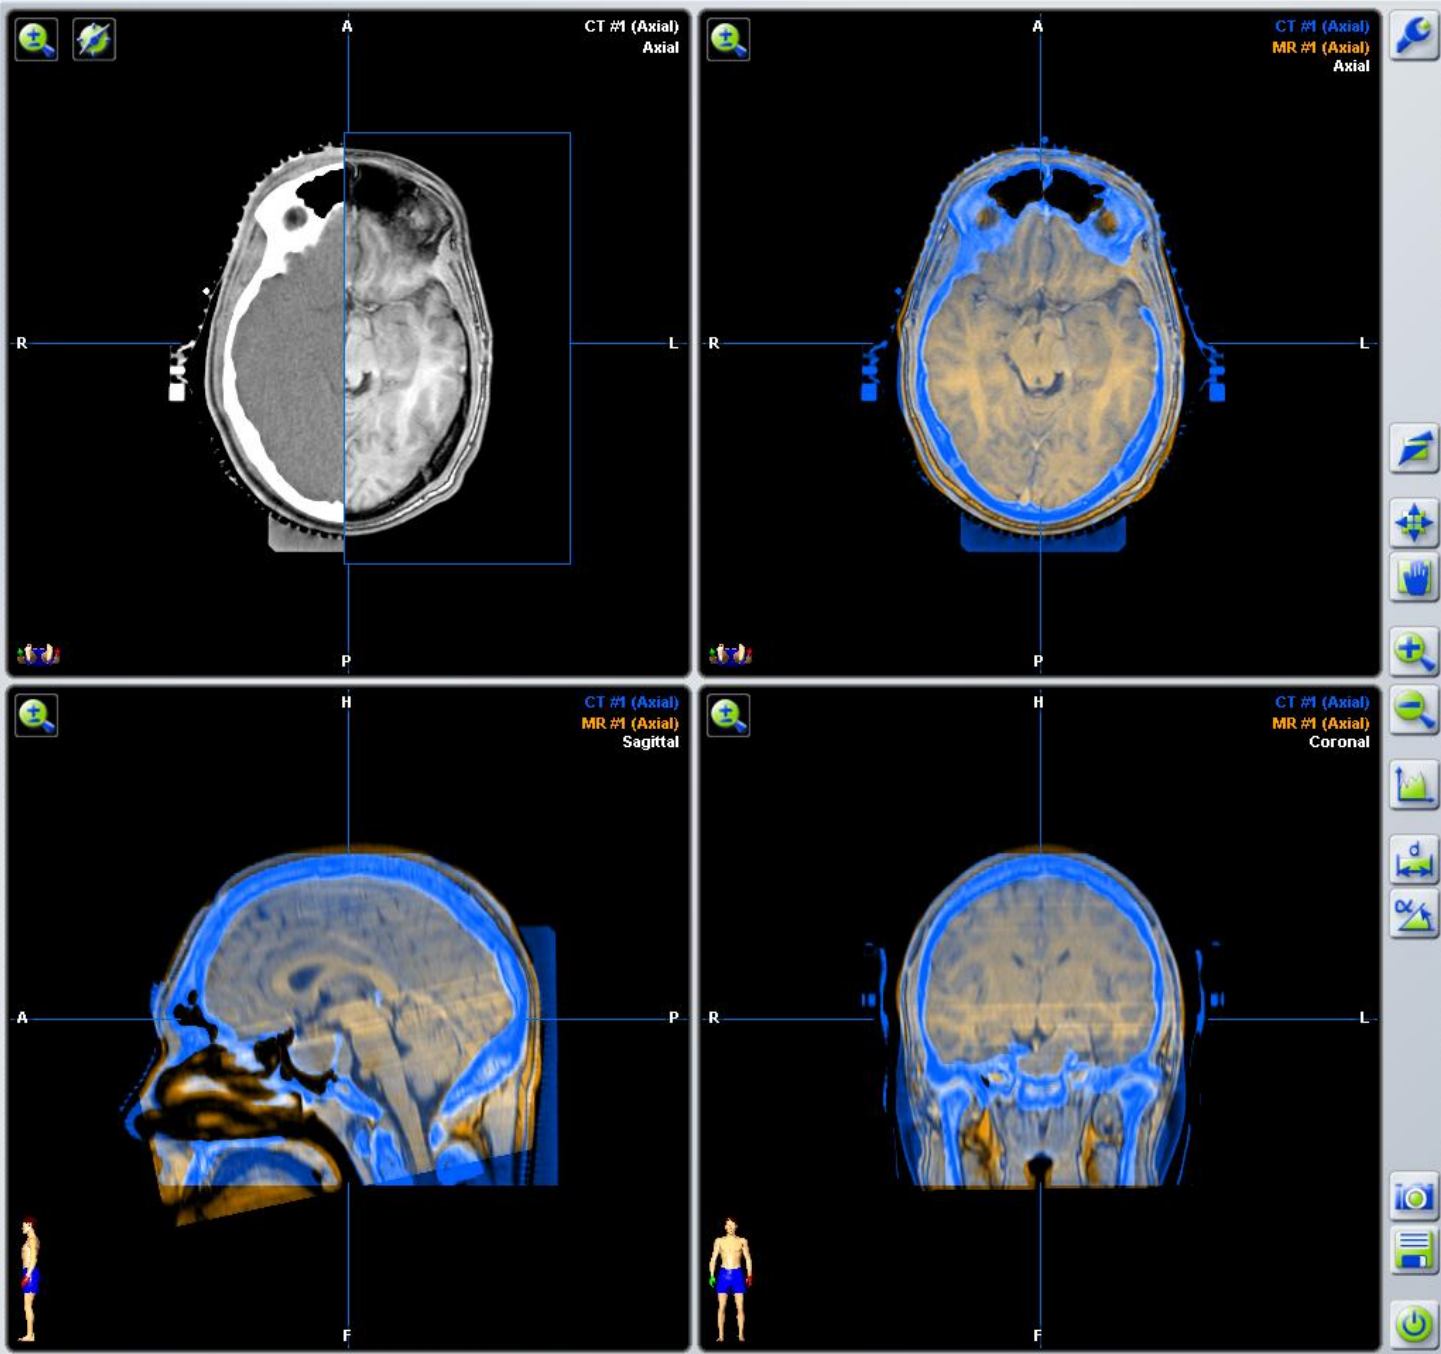 A
CT #1 (Axial)
Axial
R
L
P
A
CT #1 (Axial)
MR #1 (Axial)
Axial
R
L
P
H
CT #1 (Axial)
MR #1 (Axial)
Sagittal
A
P
F
H
CT #1 (Axial)
MR #1 (Axial)
Coronal
R
L
F
d
α